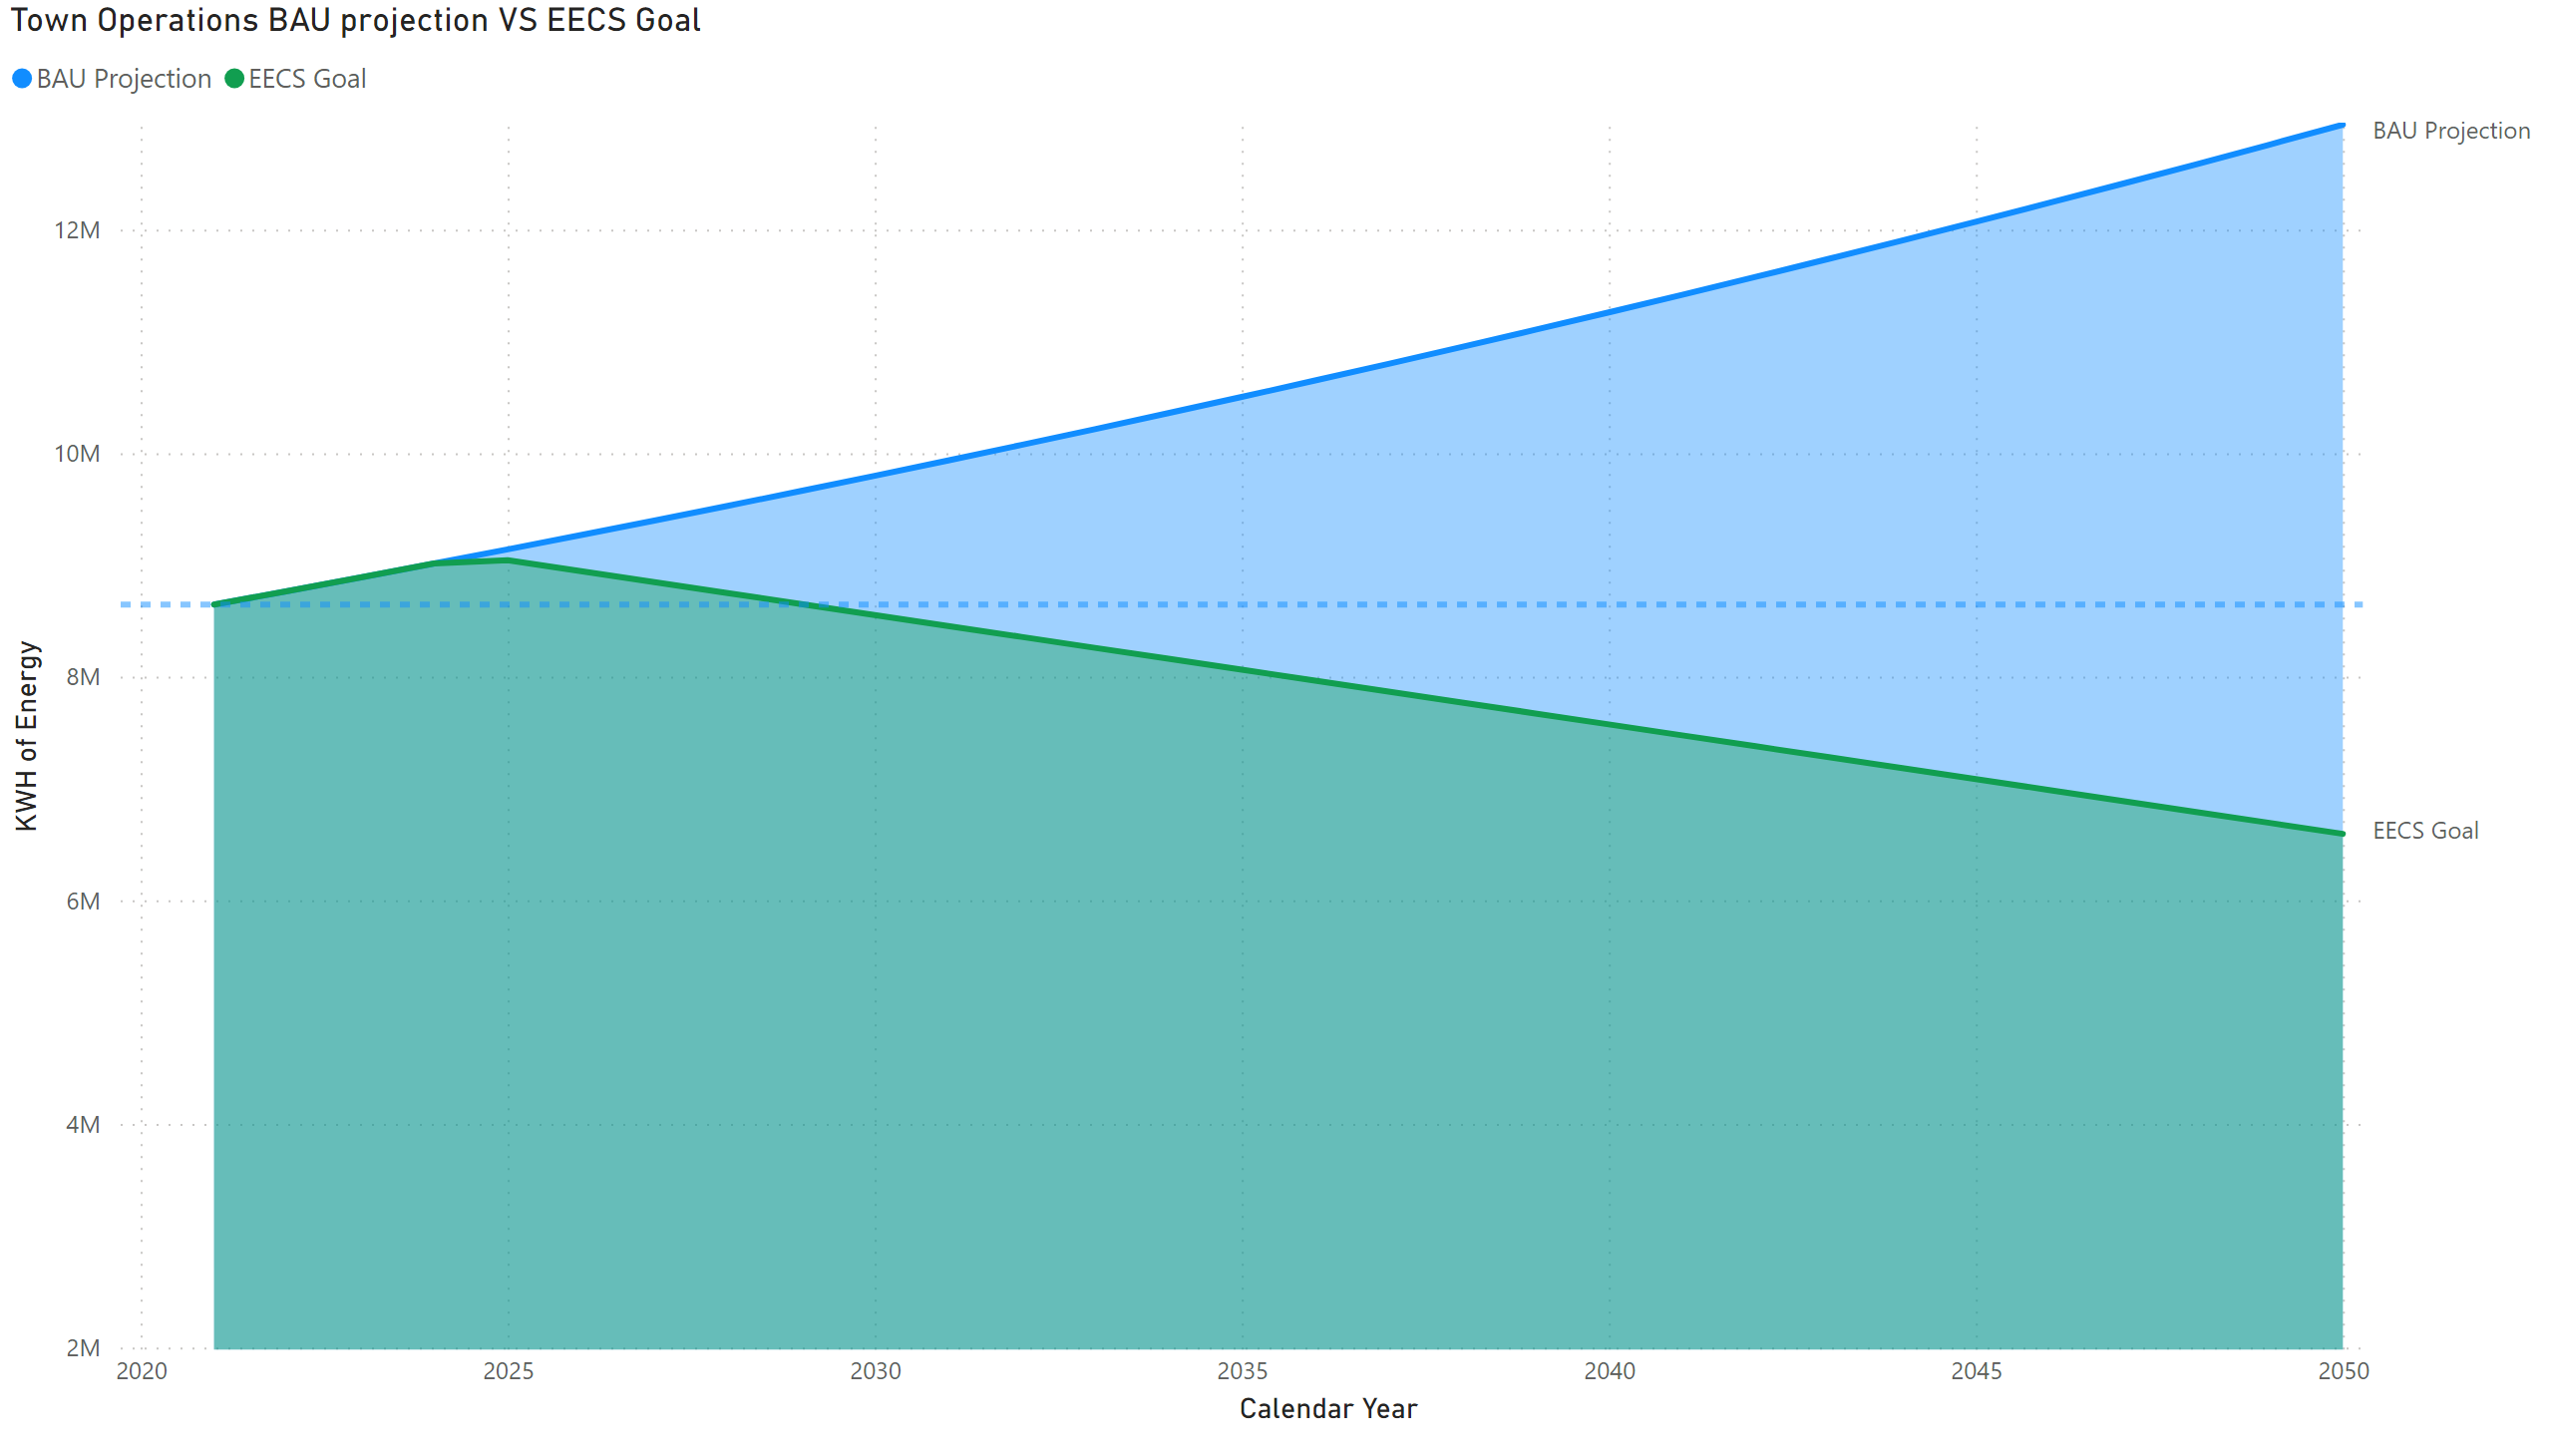 Town Operations BAU projection VS EECS Goal
BAU Projection EECS Goal
BAU Projection
12M
10M
8M
KWH of Energy
EECS Goal
6M
4M
2M
2020 2025 2030 2035 2040 2045 2050
Calendar Year